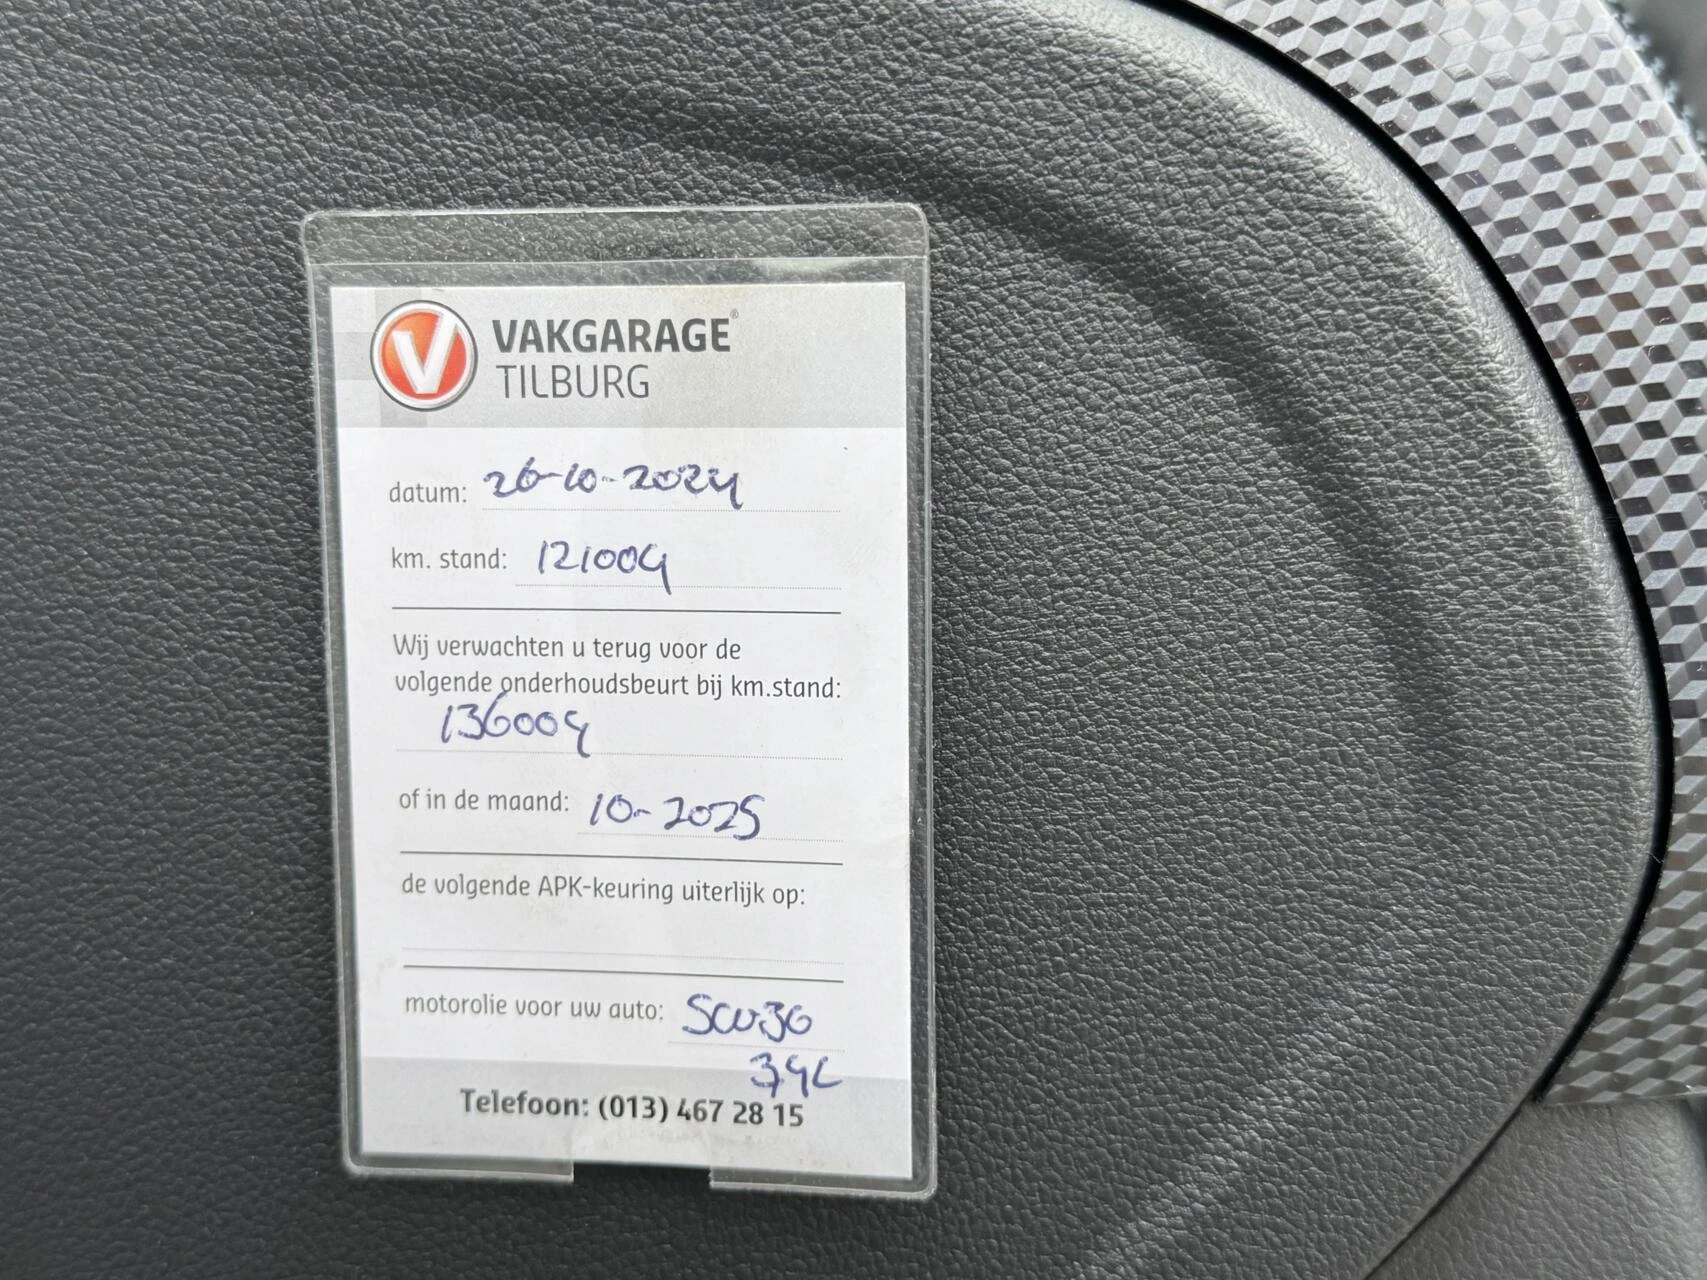 VAKGARAGE®
TILBURG
datum: 26-10-2024
km. stand: 121004
Wij verwachten u terug voor de
volgende onderhoudsbeurt bij km.stand:
136004
of in de maand: 10-2025
de volgende APK-keuring uiterlijk op:
motorolie voor uw auto: 5W30
Telefoon: (013) 467 28 15